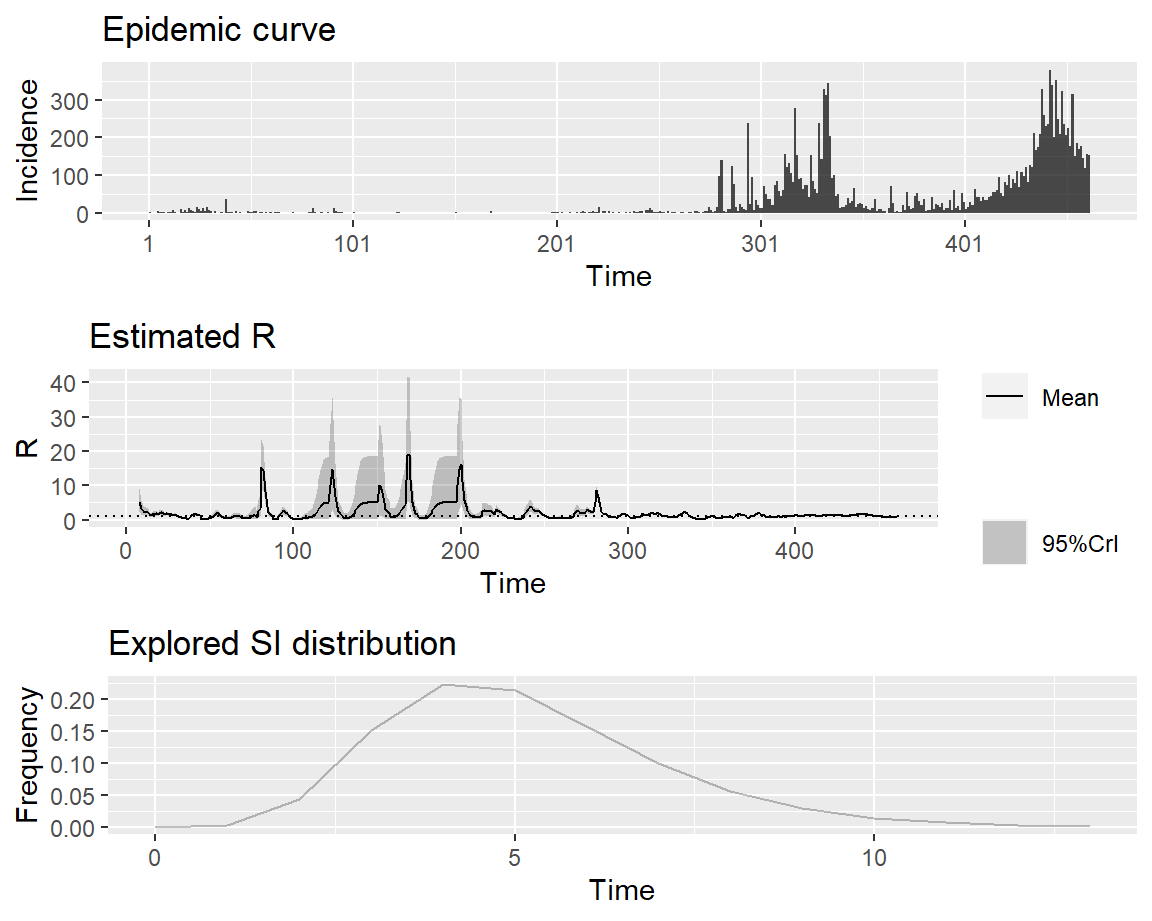 Epidemic curve
Incidence
300
200
100
0
1 101 201 301 401
Time
Estimated R
R
40
30
20
10
0
0 100 200 300 400
Time
Mean
95%CrI
Explored SI distribution
Frequency
0.20
0.15
0.10
0.05
0.00
0 5 10
Time